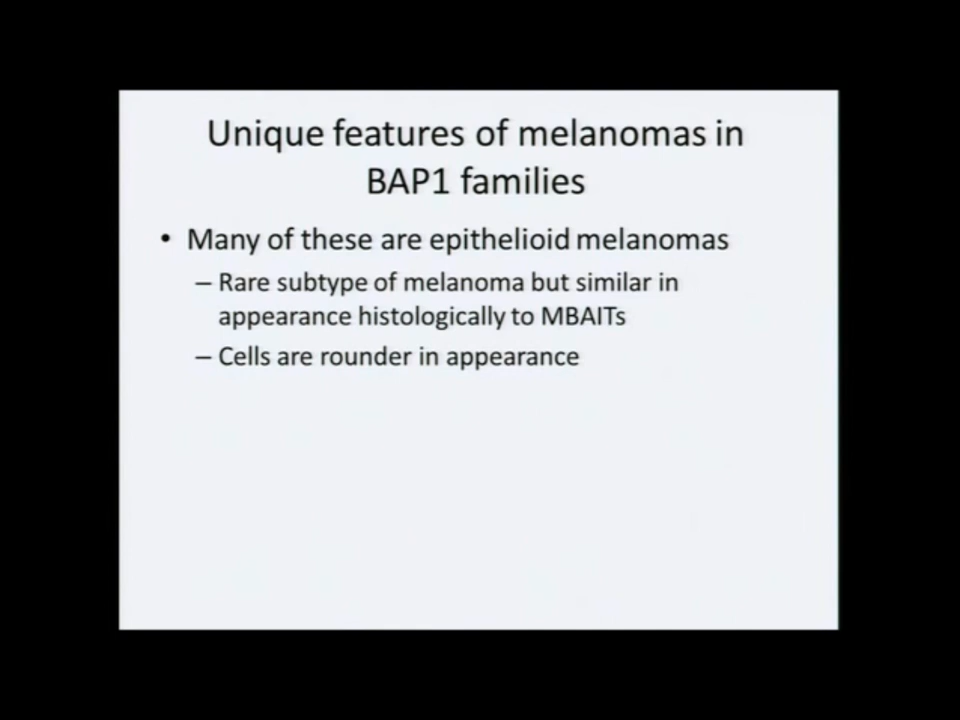 Unique features of melanomas in
BAP1 families
• Many of these are epithelioid melanomas
– Rare subtype of melanoma but similar in
appearance histologically to MBAITs
– Cells are rounder in appearance